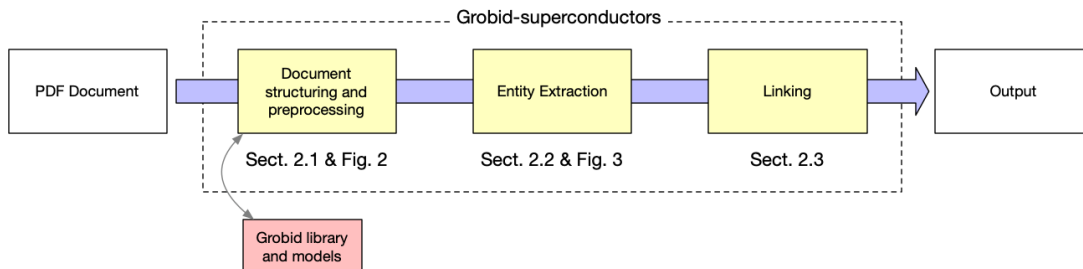 Grobid-superconductors
PDF Document
Document
structuring and
preprocessing
Entity Extraction
Linking
Output
Sect. 2.1 & Fig. 2
Sect. 2.2 & Fig. 3
Sect. 2.3
Grobid library
and models